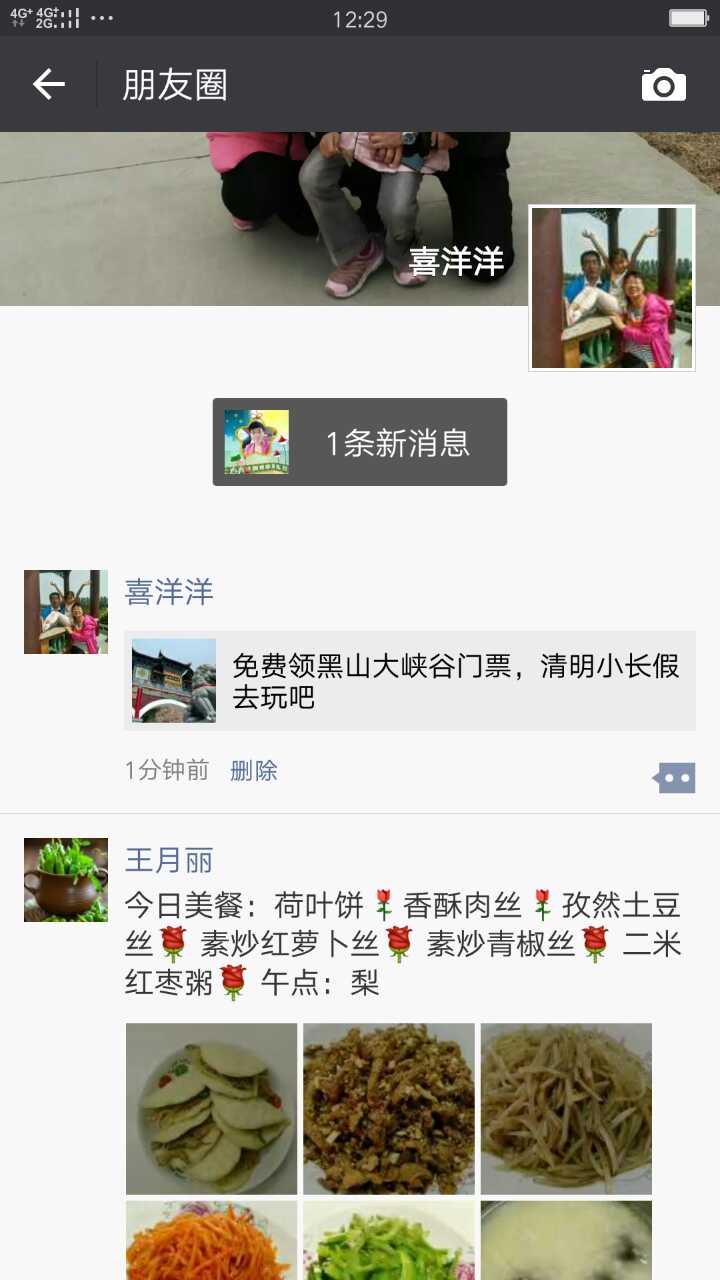 4G+ 4G+ 2G 12:29
朋友圈
喜洋洋
1条新消息
喜洋洋
免费领黑山大峡谷门票，清明小长假
去玩吧
1分钟前 删除
王月丽
今日美餐：荷叶饼🌹香酥肉丝🌹孜然土豆
丝🌹 素炒红萝卜丝🌹 素炒青椒丝🌹 二米
红枣粥🌹 午点：梨